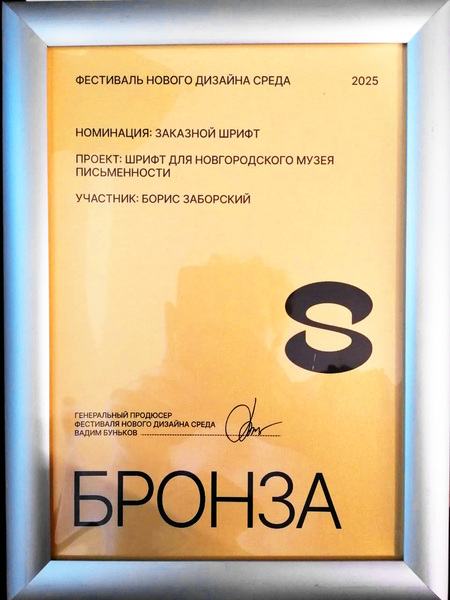 ФЕСТИВАЛЬ НОВОГО ДИЗАЙНА СРЕДА 2025
НОМИНАЦИЯ: ЗАКАЗНОЙ ШРИФТ
ПРОЕКТ: ШРИФТ ДЛЯ НОВГОРОДСКОГО МУЗЕЯ
ПИСЬМЕННОСТИ
УЧАСТНИК: БОРИС ЗАБОРСКИЙ
S
ГЕНЕРАЛЬНЫЙ ПРОДЮСЕР
ФЕСТИВАЛЯ НОВОГО ДИЗАЙНА СРЕДА
ВАДИМ БУНЬКОВ
БРОНЗА